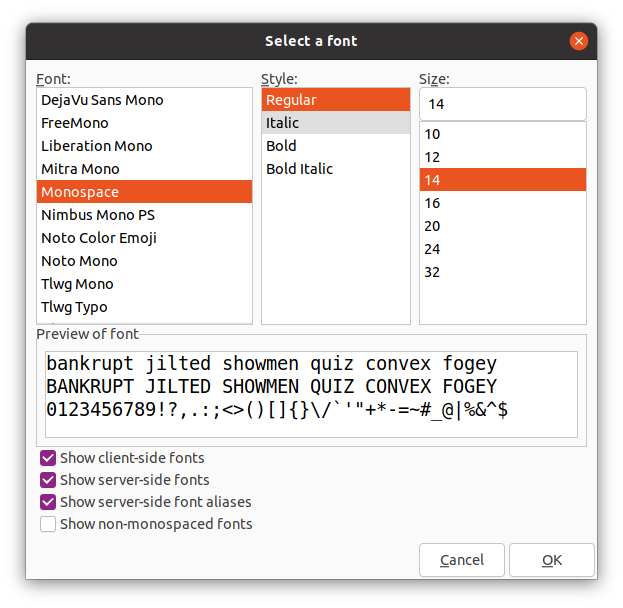 Select a font
Font:
DejaVu Sans Mono
FreeMono
Liberation Mono
Mitra Mono
Monospace
Nimbus Mono PS
Noto Color Emoji
Noto Mono
Tlwg Mono
Tlwg Typo
Style:
Regular
Italic
Bold
Bold Italic
Size:
14
10
12
14
16
20
24
32
Preview of font
bankrupt jilted showmen quiz convex fogey
BANKRUPT JILTED SHOWMEN QUIZ CONVEX FOGEY
0123456789!?,.:;<>()[]{}\/`'"+*-=~#_@|%&^$
Show client-side fonts
Show server-side fonts
Show server-side font aliases
Show non-monospaced fonts
Cancel
OK